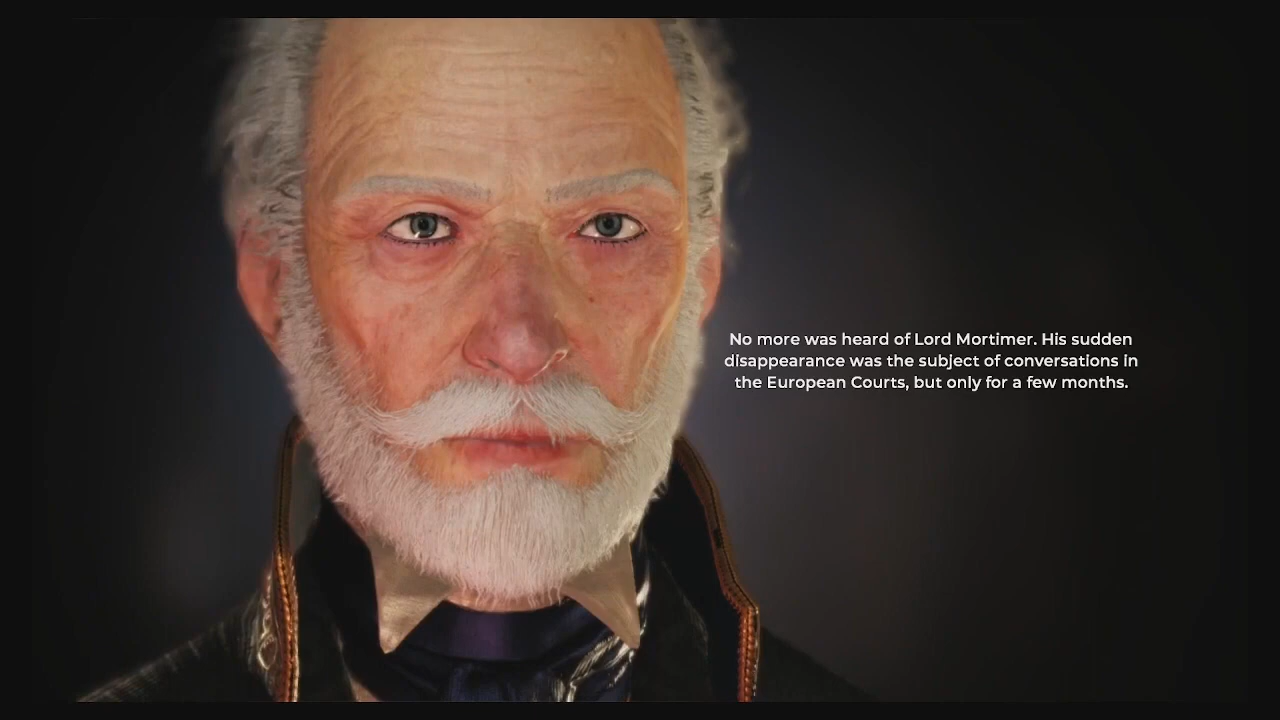 No more was heard of Lord Mortimer. His sudden
disappearance was the subject of conversations in
the European Courts, but only for a few months.